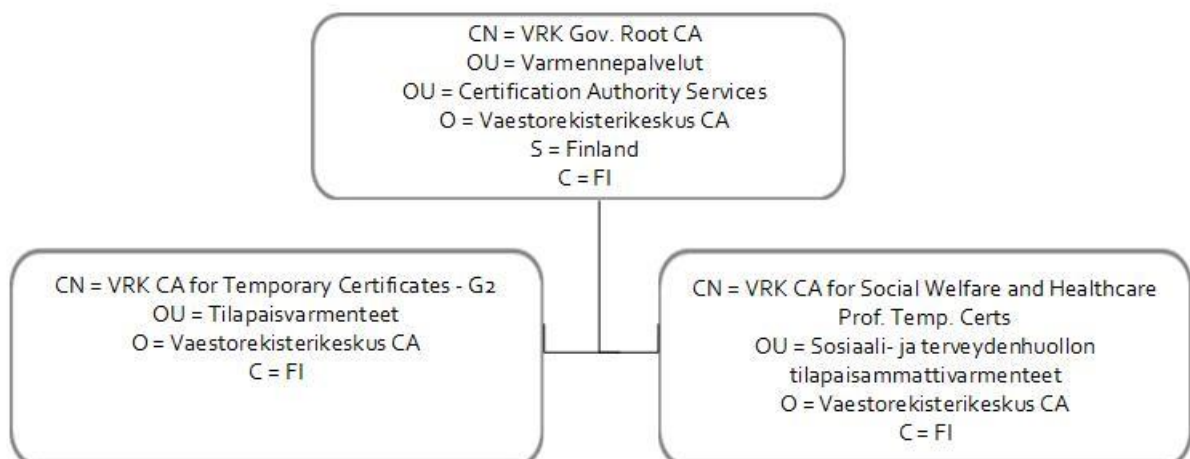 CN = VRK Gov. Root CA
OU = Varmennepalvelut
OU = Certification Authority Services
O = Vaestorekisterikeskus CA
S = Finland
C = FI
CN = VRK CA for Temporary Certificates - G2
OU = Tilapaisvarmenteet
O = Vaestorekisterikeskus CA
C = FI
CN = VRK CA for Social Welfare and Healthcare
Prof. Temp. Certs
OU = Sosiaali- ja terveydenhuollon
tilapaisammattivarmenteet
O = Vaestorekisterikeskus CA
C = FI